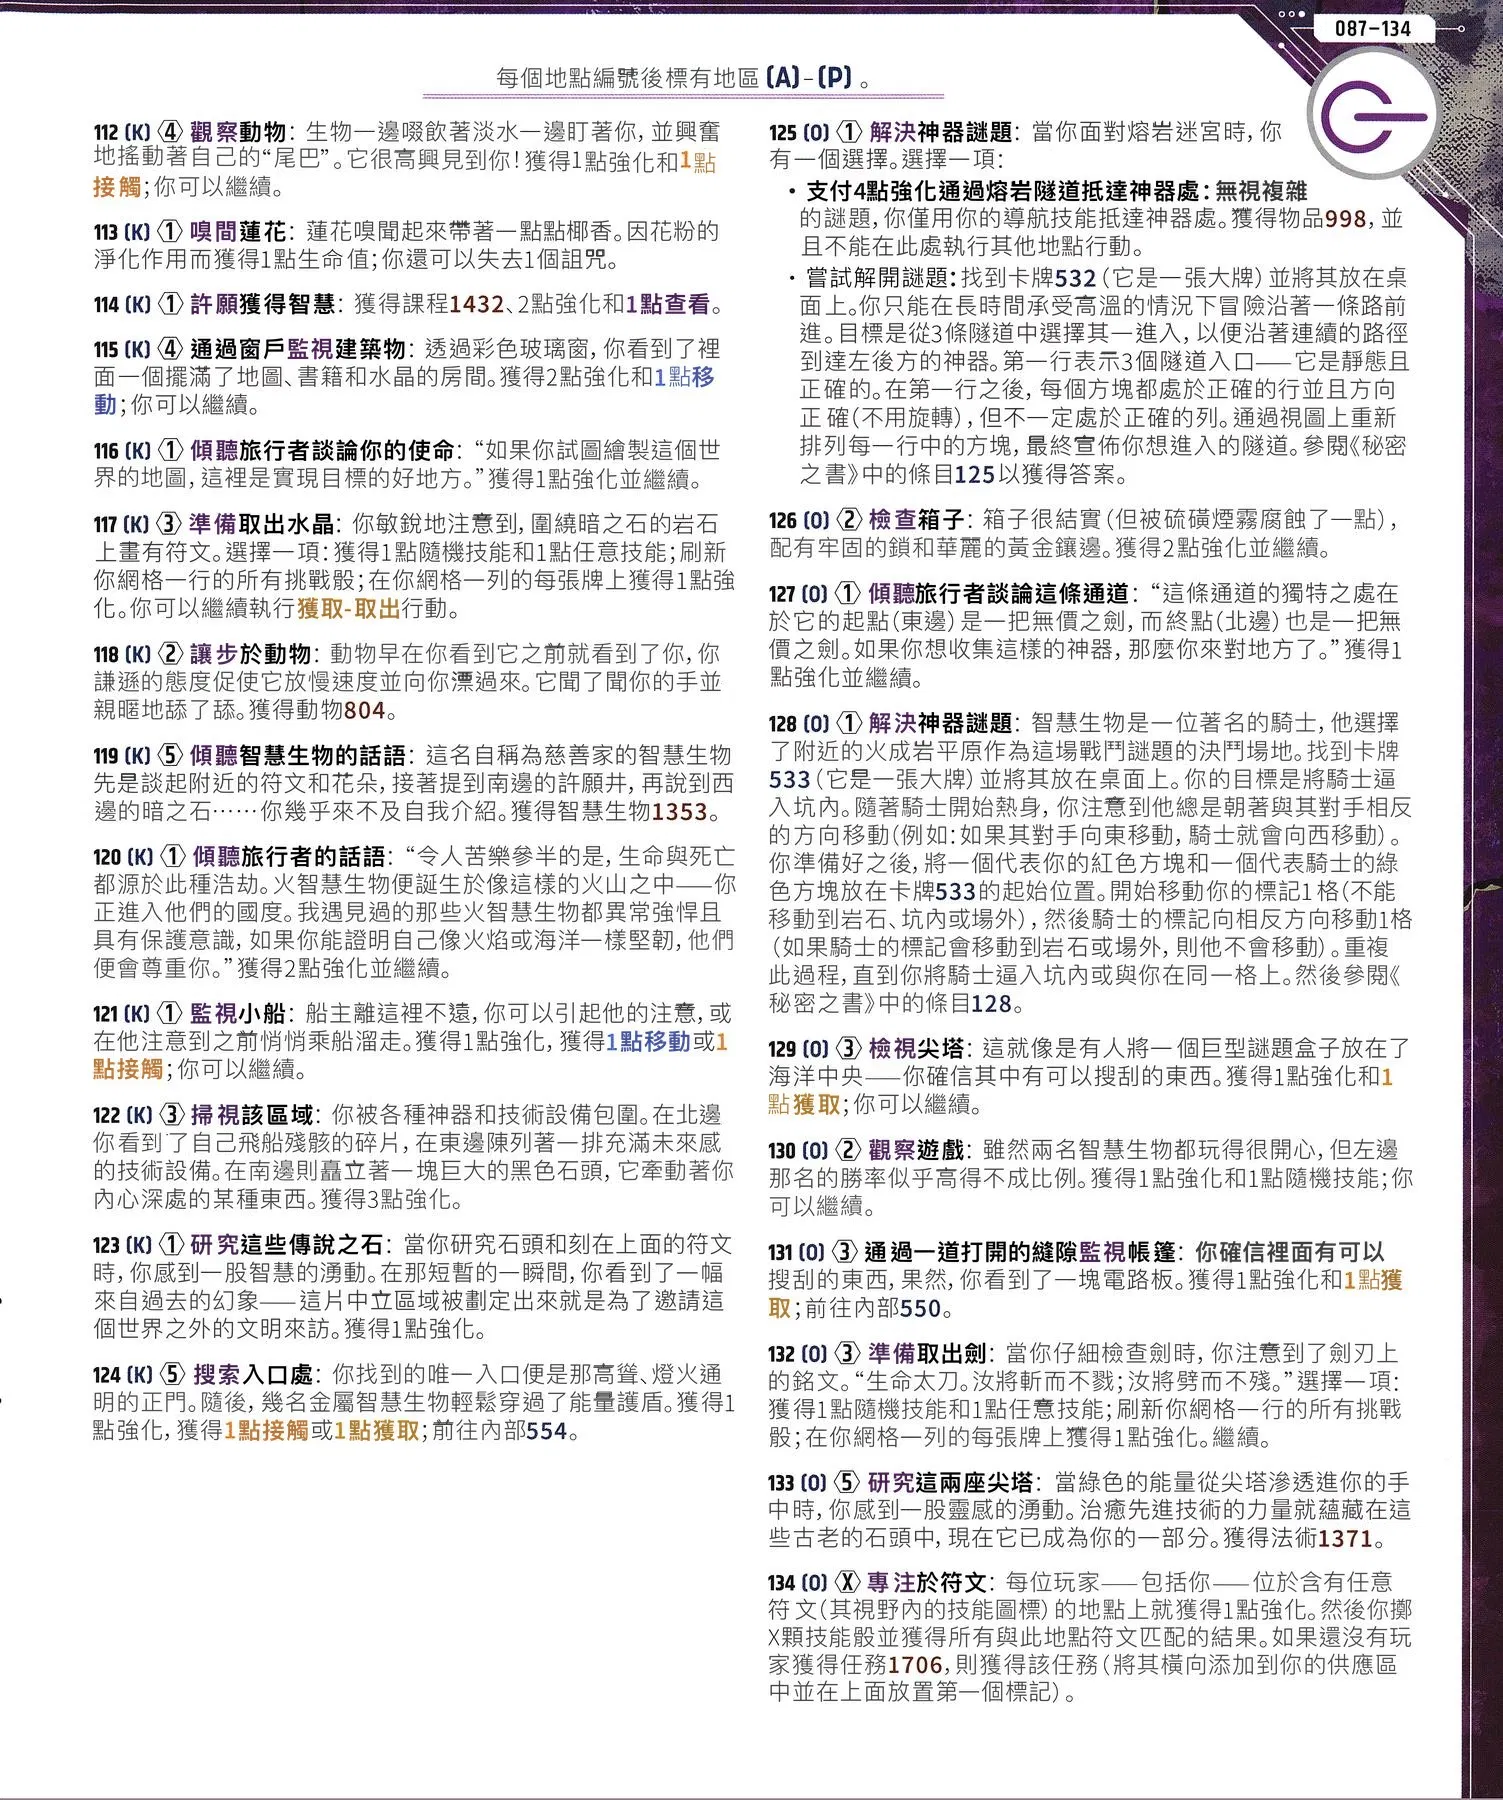 087–134
每個地點編號後標有地區(A)–(P)。
112 (K) ④ 觀察動物：生物一邊啜飲著淡水一邊盯著你，並興奮
地搖動著自己的“尾巴”。它很高興見到你！獲得1點強化和1點
接觸；你可以繼續。
113 (K) ① 嗅聞蓮花：蓮花嗅聞起來帶著一點點椰香。因花粉的
淨化作用而獲得1點生命值；你還可以失去1個詛咒。
114 (K) ① 許願獲得智慧：獲得課程1432、2點強化和1點查看。
115 (K) ④ 通過窗戶監視建築物：透過彩色玻璃窗，你看到了裡
面一個擺滿了地圖、書籍和水晶的房間。獲得2點強化和1點移
動；你可以繼續。
116 (K) ① 傾聽旅行者談論你的使命：“如果你試圖繪製這個世
界的地圖，這裡是實現目標的好地方。”獲得1點強化並繼續。
117 (K) ③ 準備取出水晶：你敏銳地注意到，圍繞暗之石的岩石
上畫有符文。選擇一項：獲得1點隨機技能和1點任意技能；刷新
你網格一行的所有挑戰骰；在你網格一列的每張牌上獲得1點強
化。你可以繼續執行獲取-取出行動。
118 (K) ② 讓步於動物：動物早在你看到它之前就看到了你，你
謙遜的態度促使它放慢速度並向你漂過來。它聞了聞你的手並
親暱地舔了舔。獲得動物804。
119 (K) ⑤ 傾聽智慧生物的話語：這名自稱為慈善家的智慧生物
先是談起附近的符文和花朵，接著提到南邊的許願井，再說到西
邊的暗之石……你幾乎來不及自我介紹。獲得智慧生物1353。
120 (K) ① 傾聽旅行者的話語：“令人苦樂參半的是，生命與死亡
都源於此種浩劫。火智慧生物便誕生於像這樣的火山之中——你
正進入他們的國度。我遇見過的那些火智慧生物都異常強悍且
具有保護意識，如果你能證明自己像火焰或海洋一樣堅韌，他們
便會尊重你。”獲得2點強化並繼續。
121 (K) ① 監視小船：船主離這裡不遠，你可以引起他的注意，或
在他注意到之前悄悄乘船溜走。獲得1點強化，獲得1點移動或1
點接觸；你可以繼續。
122 (K) ③ 掃視該區域：你被各種神器和技術設備包圍。在北邊
你看到了自己飛船殘骸的碎片，在東邊陳列著一排充滿未來感
的技術設備。在南邊則矗立著一塊巨大的黑色石頭，它牽動著你
內心深處的某種東西。獲得3點強化。
123 (K) ① 研究這些傳說之石：當你研究石頭和刻在上面的符文
時，你感到一股智慧的湧動。在那短暫的一瞬間，你看到了一幅
來自過去的幻象——這片中立區域被劃定出來就是為了邀請這
個世界之外的文明來訪。獲得1點強化。
124 (K) ⑤ 搜索入口處：你找到的唯一入口便是那高聳、燈火通
明的正門。隨後，幾名金屬智慧生物輕鬆穿過了能量護盾。獲得1
點強化，獲得1點接觸或1點獲取；前往內部554。
125 (O) ① 解決神器謎題：當你面對熔岩迷宮時，你
有一個選擇。選擇一項：
・支付4點強化通過熔岩隧道抵達神器處：無視複雜
的謎題，你僅用你的導航技能抵達神器處。獲得物品998，並
且不能在此處執行其他地點行動。
・嘗試解開謎題：找到卡牌532（它是一張大牌）並將其放在桌
面上。你只能在長時間承受高溫的情況下冒險沿著一條路前
進。目標是從3條隧道中選擇其一進入，以便沿著連續的路徑
到達左後方的神器。第一行表示3個隧道入口——它是靜態且
正確的。在第一行之後，每個方塊都處於正確的行並且方向
正確（不用旋轉），但不一定處於正確的列。通過視圖上重新
排列每一行中的方塊，最終宣佈你想進入的隧道。參閱《秘密
之書》中的條目125以獲得答案。
126 (O) ② 檢查箱子：箱子很結實（但被硫磺煙霧腐蝕了一點），
配有牢固的鎖和華麗的黃金鑲邊。獲得2點強化並繼續。
127 (O) ① 傾聽旅行者談論這條通道：“這條通道的獨特之處在
於它的起點（東邊）是一把無價之劍，而終點（北邊）也是一把無
價之劍。如果你想收集這樣的神器，那麼你來對地方了。”獲得1
點強化並繼續。
128 (O) ① 解決神器謎題：智慧生物是一位著名的騎士，他選擇
了附近的火成岩平原作為這場戰鬥謎題的決鬥場地。找到卡牌
533（它是一張大牌）並將其放在桌面上。你的目標是將騎士逼
入坑內。隨著騎士開始熱身，你注意到他總是朝著與其對手相反
的方向移動（例如：如果其對手向東移動，騎士就會向西移動）。
你準備好之後，將一個代表你的紅色方塊和一個代表騎士的綠
色方塊放在卡牌533的起始位置。開始移動你的標記1格（不能
移動到岩石、坑內或場外），然後騎士的標記向相反方向移動1格
（如果騎士的標記會移動到岩石或場外，則他不會移動）。重複
此過程，直到你將騎士逼入坑內或與你在同一格上。然後參閱《
秘密之書》中的條目128。
129 (O) ③ 檢視尖塔：這就像是有人將一個巨型謎題盒子放在了
海洋中央——你確信其中有可以搜刮的東西。獲得1點強化和1
點獲取；你可以繼續。
130 (O) ② 觀察遊戲：雖然兩名智慧生物都玩得很開心，但左邊
那名的勝率似乎高得不成比例。獲得1點強化和1點隨機技能；你
可以繼續。
131 (O) ③ 通過一道打開的縫隙監視帳篷：你確信裡面有可以
搜刮的東西，果然，你看到了一塊電路板。獲得1點強化和1點獲
取；前往內部550。
132 (O) ③ 準備取出劍：當你仔細檢查劍時，你注意到了劍刃上
的銘文。“生命太刀。汝將斬而不戮；汝將劈而不殘。”選擇一項：
獲得1點隨機技能和1點任意技能；刷新你網格一行的所有挑戰
骰；在你網格一列的每張牌上獲得1點強化。繼續。
133 (O) ⑤ 研究這兩座尖塔：當綠色的能量從尖塔滲透進你的手
中時，你感到一股靈感的湧動。治癒先進技術的力量就蘊藏在這
些古老的石頭中，現在它已成為你的一部分。獲得法術1371。
134 (O) Ⓧ 專注於符文：每位玩家——包括你——位於含有任意
符文（其視野內的技能圖標）的地點上就獲得1點強化。然後你擲
X顆技能骰並獲得所有與此地點符文匹配的結果。如果還沒有玩
家獲得任務1706，則獲得該任務（將其橫向添加到你的供應區
中並在上面放置第一個標記）。